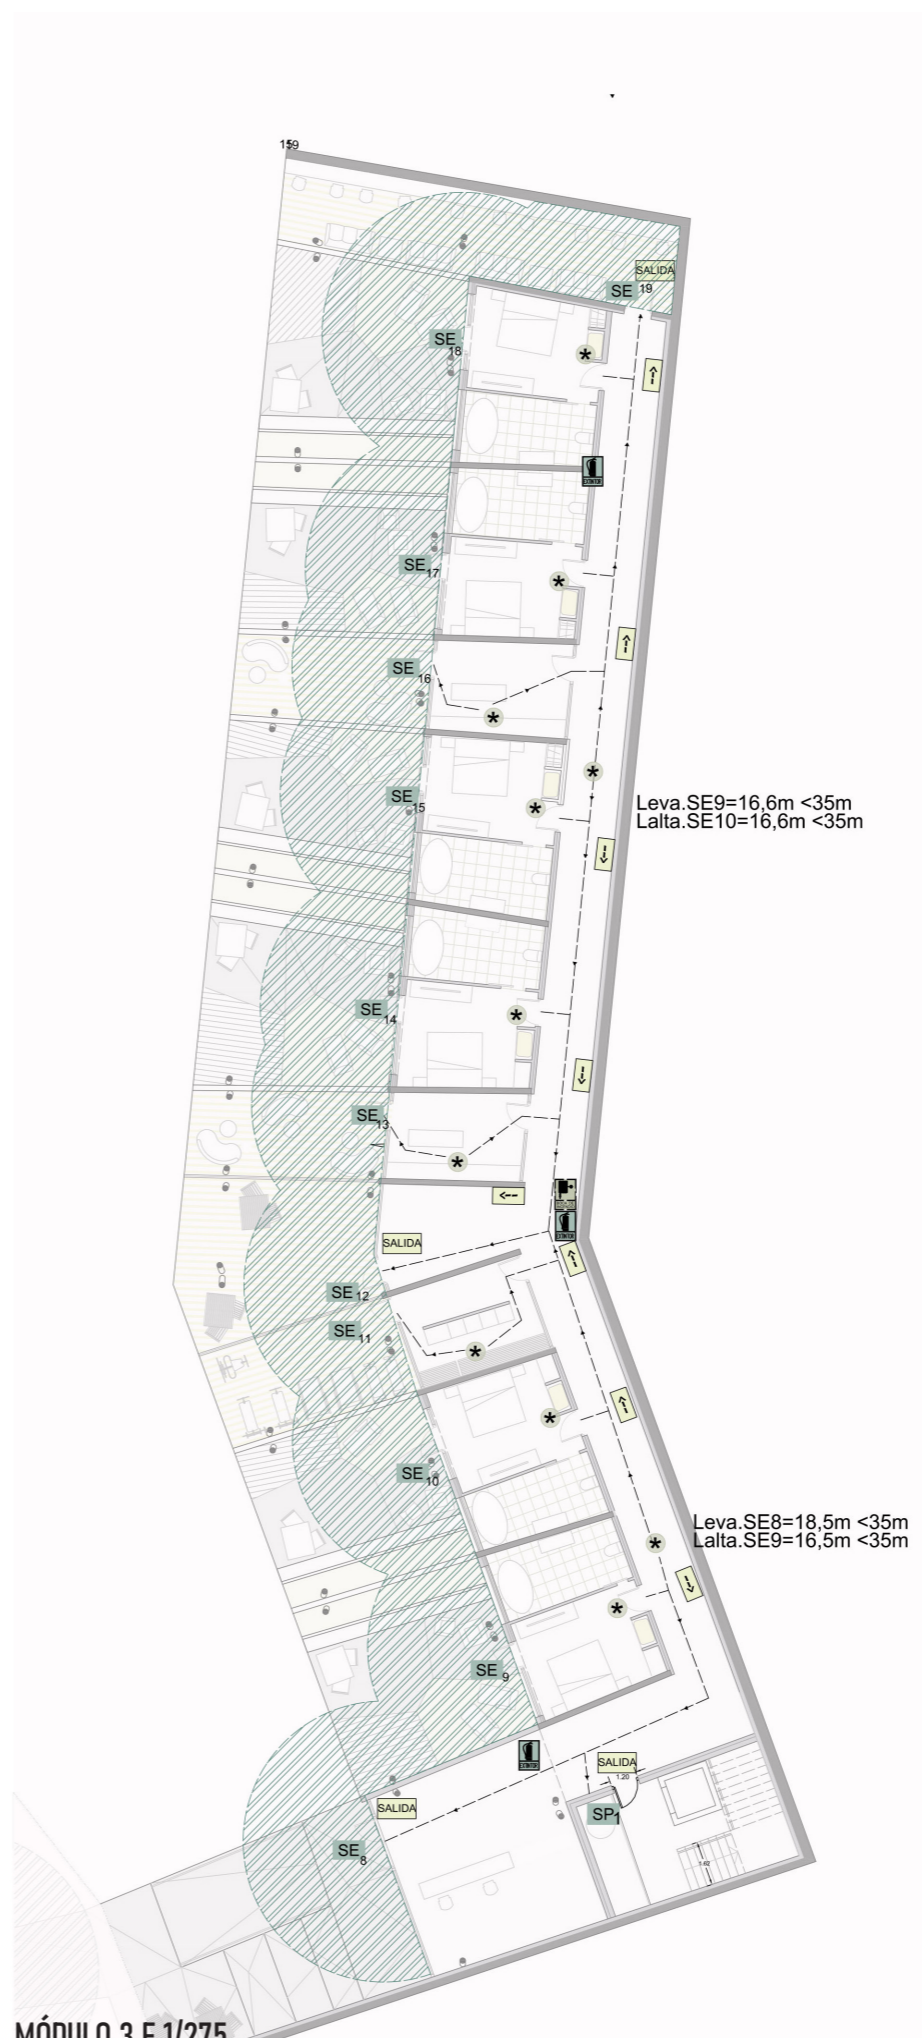 159
SALIDA
SE 19
SE 18
SE 17
SE 16
SE 15
Leva.SE9=16,6m <35m
Lalta.SE10=16,6m <35m
SE 14
SE 13
SALIDA
SE 12
SE 11
SE 10
Leva.SE8=18,5m <35m
Lalta.SE9=16,5m <35m
SE 9
SALIDA
1.20
SALIDA
SP1
SE 8
MÓDULO 3 E 1/275